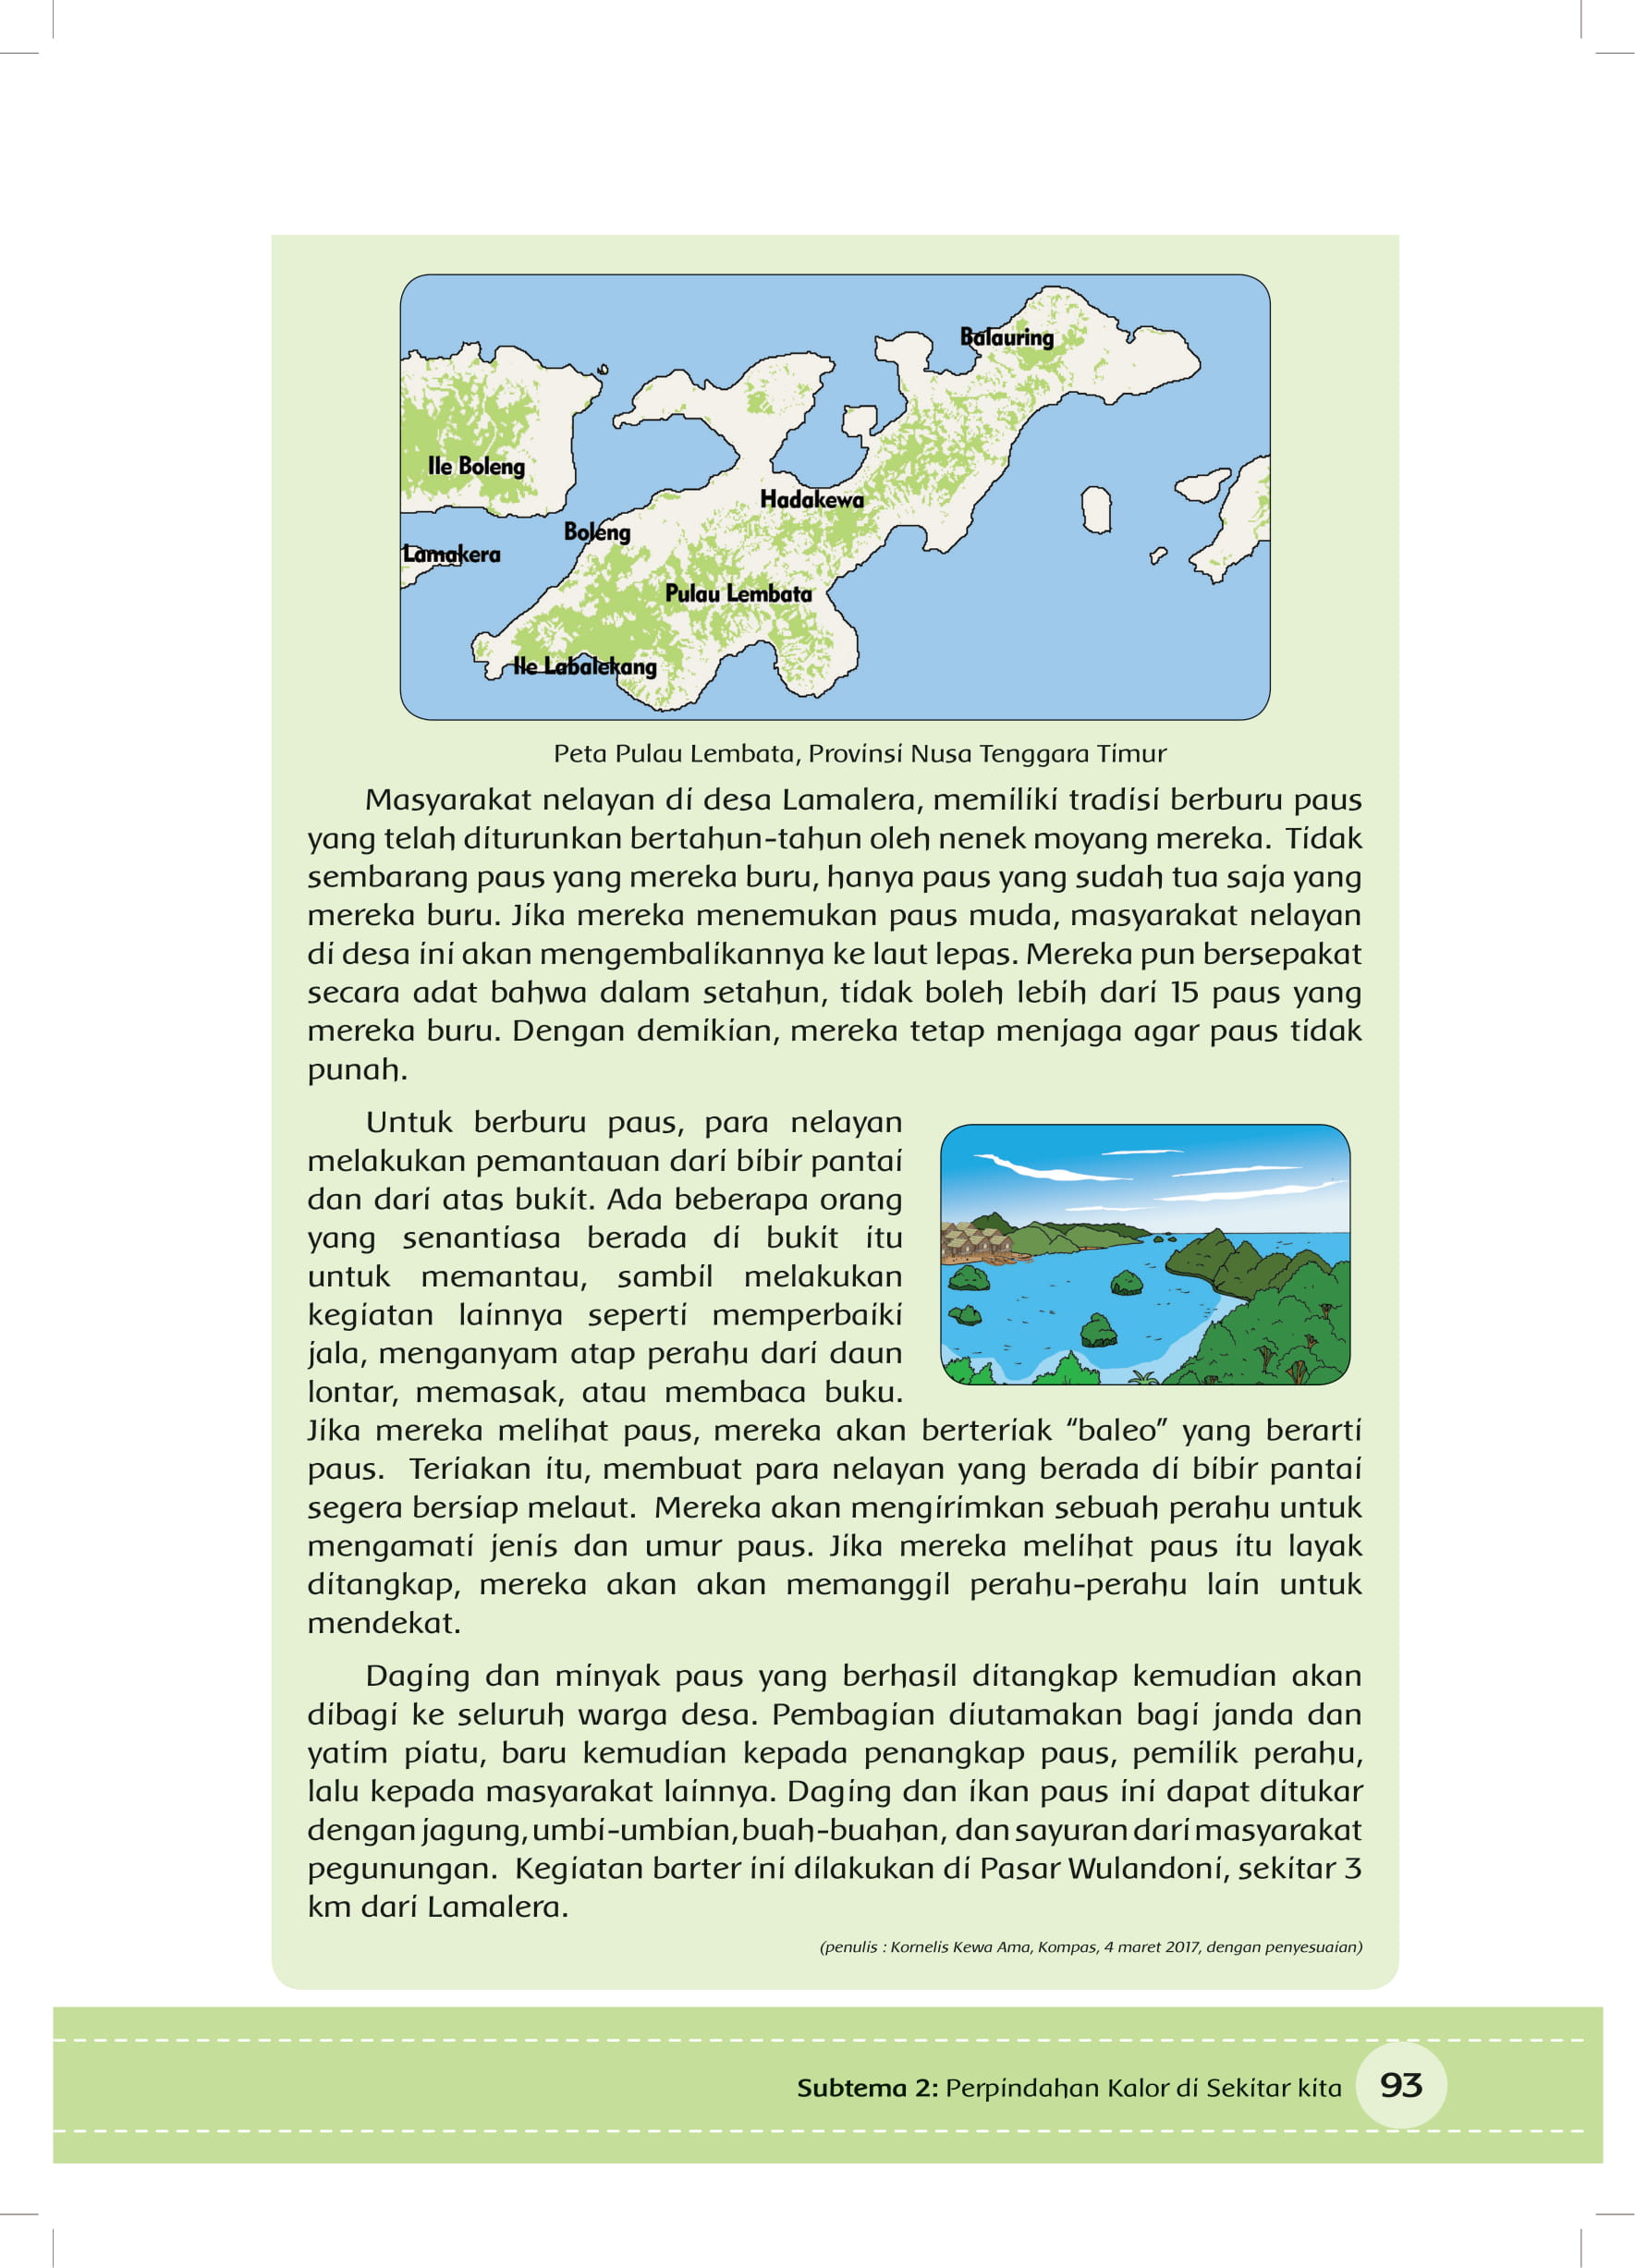 Balauring
Ile Boleng
Hadakewa
Boleng
Lamakera
Pulau Lembata
Ile Labalekang
Peta Pulau Lembata, Provinsi Nusa Tenggara Timur
Masyarakat nelayan di desa Lamalera, memiliki tradisi berburu paus
yang telah diturunkan bertahun-tahun oleh nenek moyang mereka. Tidak
sembarang paus yang mereka buru, hanya paus yang sudah tua saja yang
mereka buru. Jika mereka menemukan paus muda, masyarakat nelayan
di desa ini akan mengembalikannya ke laut lepas. Mereka pun bersepakat
secara adat bahwa dalam setahun, tidak boleh lebih dari 15 paus yang
mereka buru. Dengan demikian, mereka tetap menjaga agar paus tidak
punah.
Untuk berburu paus, para nelayan
melakukan pemantauan dari bibir pantai
dan dari atas bukit. Ada beberapa orang
yang senantiasa berada di bukit itu
untuk memantau, sambil melakukan
kegiatan lainnya seperti memperbaiki
jala, menganyam atap perahu dari daun
lontar, memasak, atau membaca buku.
Jika mereka melihat paus, mereka akan berteriak “baleo” yang berarti
paus. Teriakan itu, membuat para nelayan yang berada di bibir pantai
segera bersiap melaut. Mereka akan mengirimkan sebuah perahu untuk
mengamati jenis dan umur paus. Jika mereka melihat paus itu layak
ditangkap, mereka akan akan memanggil perahu-perahu lain untuk
mendekat.
Daging dan minyak paus yang berhasil ditangkap kemudian akan
dibagi ke seluruh warga desa. Pembagian diutamakan bagi janda dan
yatim piatu, baru kemudian kepada penangkap paus, pemilik perahu,
lalu kepada masyarakat lainnya. Daging dan ikan paus ini dapat ditukar
dengan jagung, umbi-umbian, buah-buahan, dan sayuran dari masyarakat
pegunungan. Kegiatan barter ini dilakukan di Pasar Wulandoni, sekitar 3
km dari Lamalera.
(penulis : Kornelis Kewa Ama, Kompas, 4 maret 2017, dengan penyesuaian)
Subtema 2: Perpindahan Kalor di Sekitar kita 93